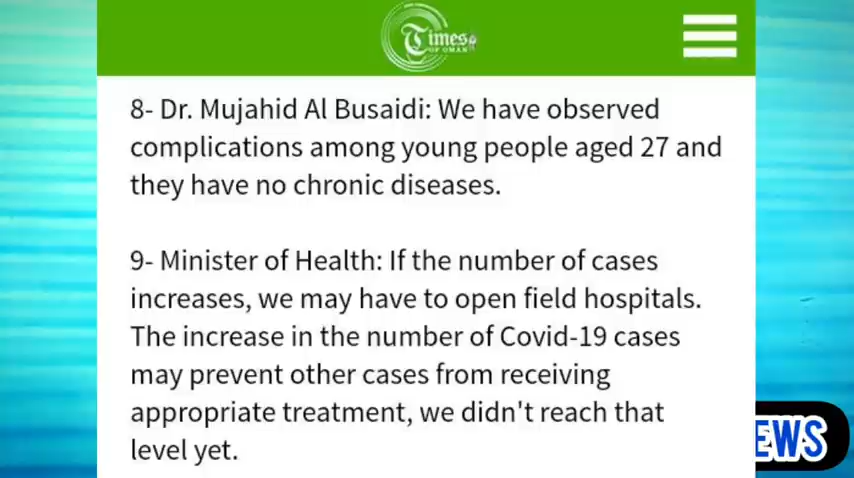 Times
OF OMAN
8- Dr. Mujahid Al Busaidi: We have observed
complications among young people aged 27 and
they have no chronic diseases.
9- Minister of Health: If the number of cases
increases, we may have to open field hospitals.
The increase in the number of Covid-19 cases
may prevent other cases from receiving
appropriate treatment, we didn't reach that
level yet.
EWS